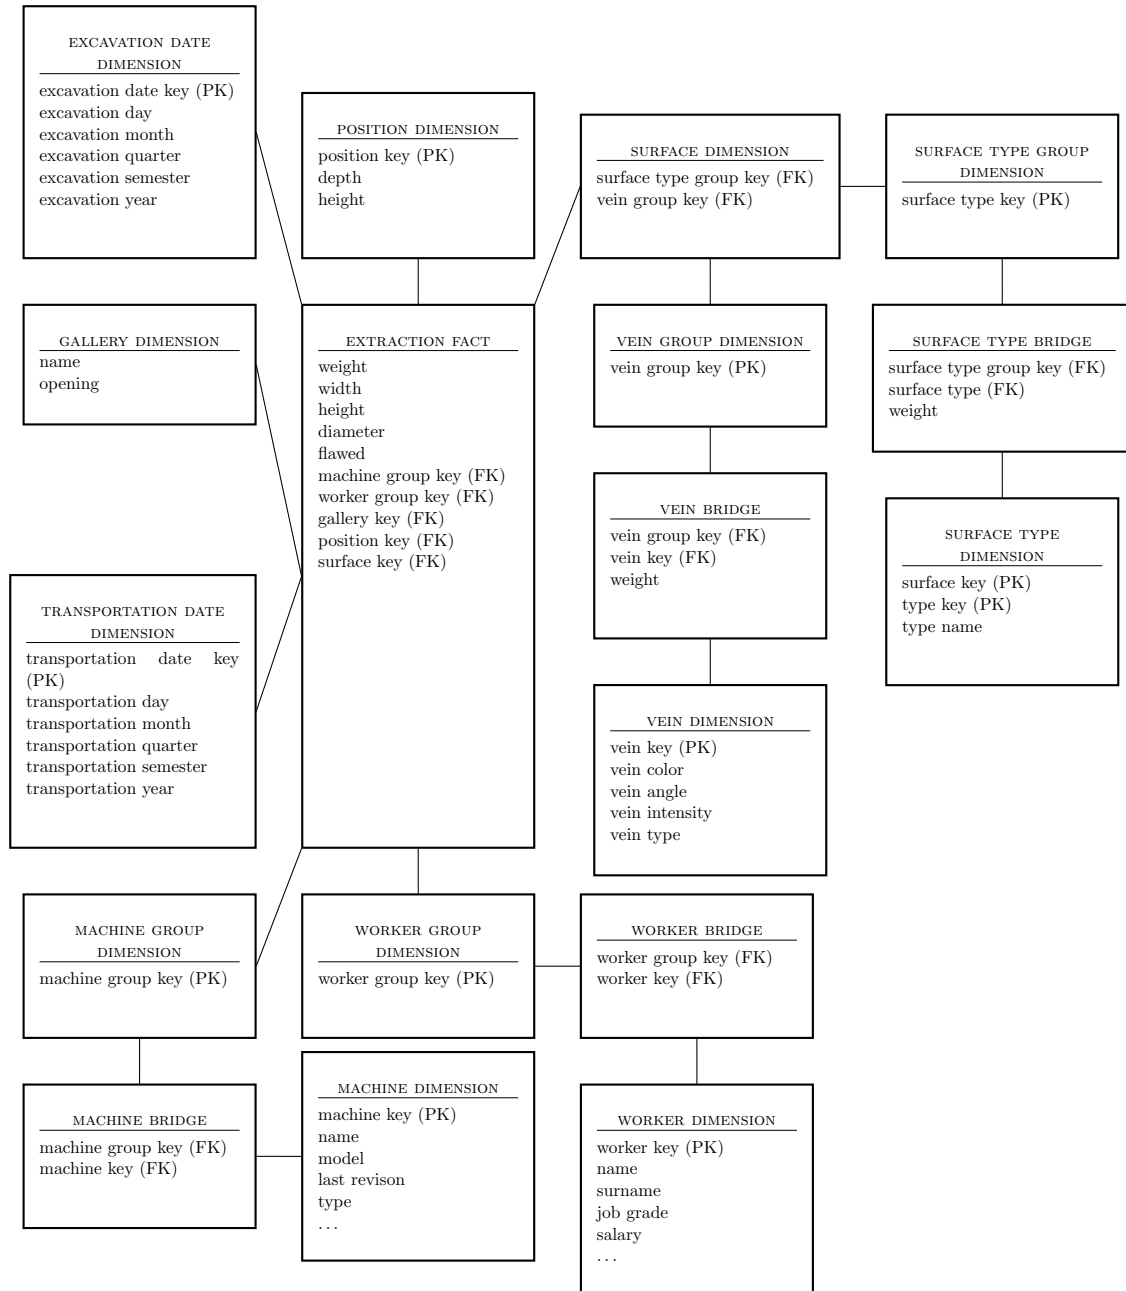 EXCAVATION DATE
DIMENSION
excavation date key (PK)
excavation day
excavation month
excavation quarter
excavation semester
excavation year
POSITION DIMENSION
position key (PK)
depth
height
SURFACE DIMENSION
surface type group key (FK)
vein group key (FK)
SURFACE TYPE GROUP
DIMENSION
surface type key (PK)
GALLERY DIMENSION
name
opening
EXTRACTION FACT
weight
width
height
diameter
flawed
machine group key (FK)
worker group key (FK)
gallery key (FK)
position key (FK)
surface key (FK)
VEIN GROUP DIMENSION
vein group key (PK)
SURFACE TYPE BRIDGE
surface type group key (FK)
surface type (FK)
weight
VEIN BRIDGE
vein group key (FK)
vein key (FK)
weight
SURFACE TYPE
DIMENSION
surface key (PK)
type key (PK)
type name
TRANSPORTATION DATE
DIMENSION
transportation date key
(PK)
transportation day
transportation month
transportation quarter
transportation semester
transportation year
VEIN DIMENSION
vein key (PK)
vein color
vein angle
vein intensity
vein type
MACHINE GROUP
DIMENSION
machine group key (PK)
WORKER GROUP
DIMENSION
worker group key (PK)
WORKER BRIDGE
worker group key (FK)
worker key (FK)
MACHINE BRIDGE
machine group key (FK)
machine key (FK)
MACHINE DIMENSION
machine key (PK)
name
model
last revison
type
...
WORKER DIMENSION
worker key (PK)
name
surname
job grade
salary
...